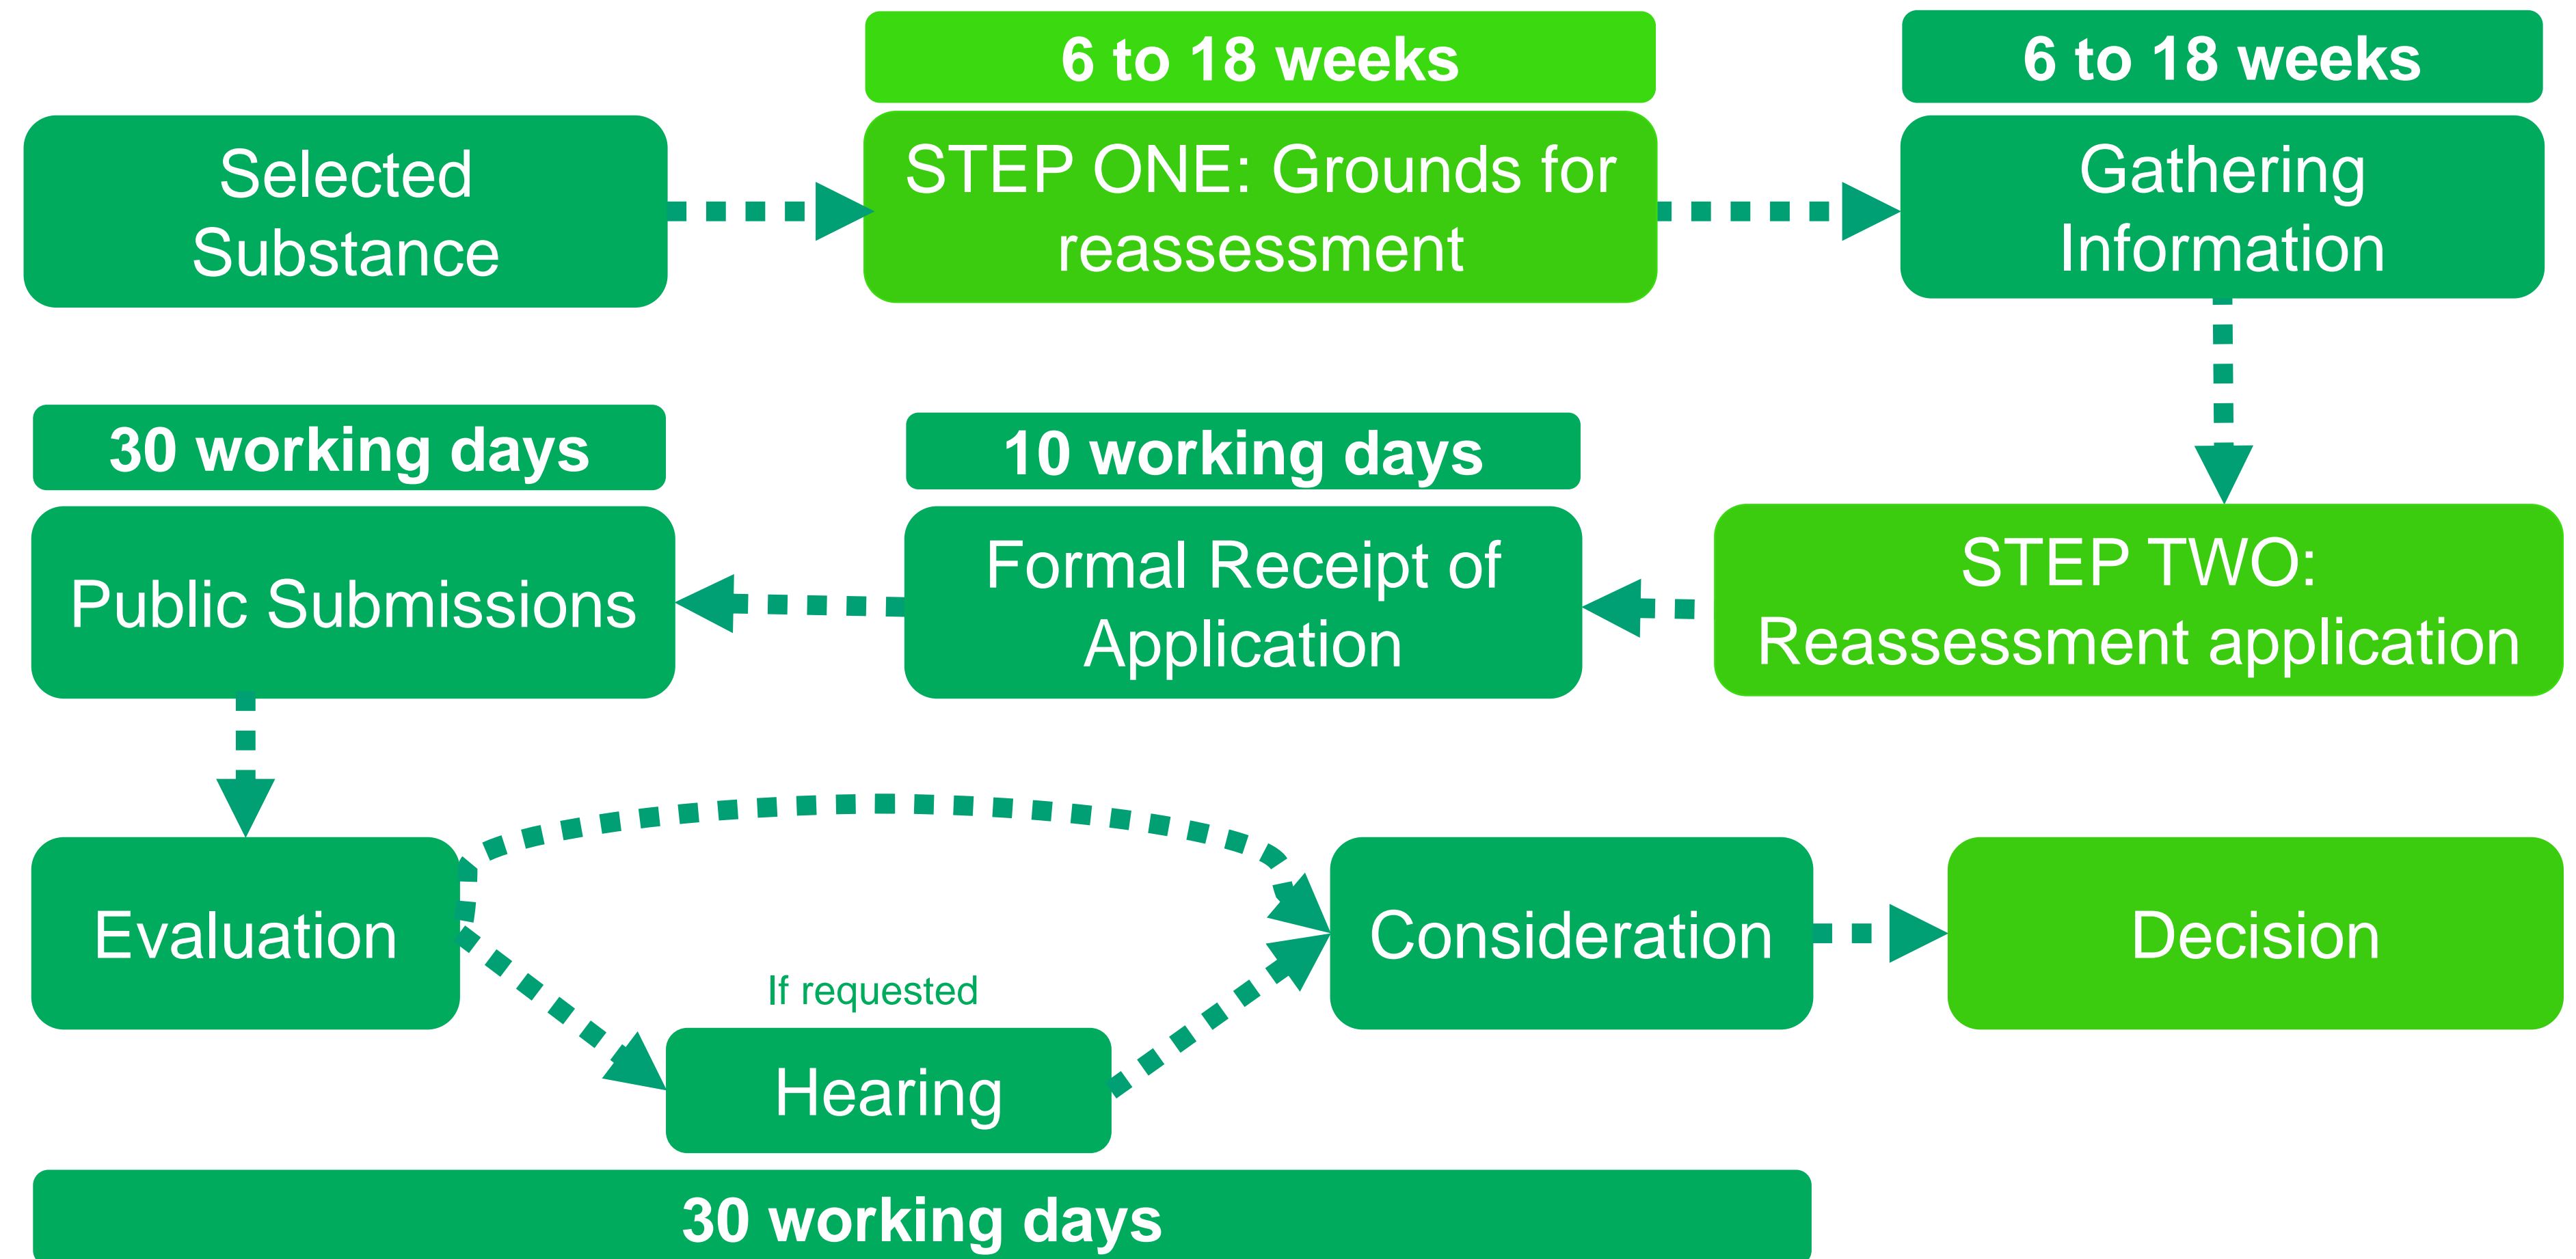 6 to 18 weeks
6 to 18 weeks
Selected
Substance
STEP ONE: Grounds for
reassessment
Gathering
Information
30 working days
10 working days
Public Submissions
Formal Receipt of
Application
STEP TWO:
Reassessment application
Evaluation
If requested
Hearing
Consideration
Decision
30 working days